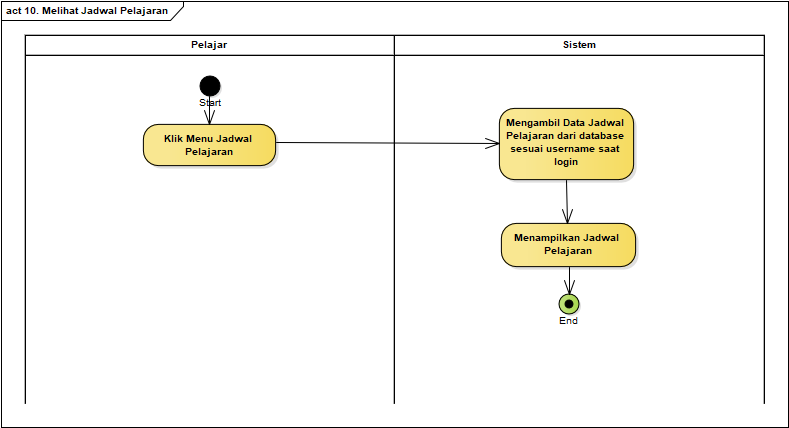 act 10. Melihat Jadwal Pelajaran
Pelajar
Sistem
Start
Klik Menu Jadwal
Pelajaran
Mengambil Data Jadwal
Pelajaran dari database
sesuai username saat
login
Menampilkan Jadwal
Pelajaran
End